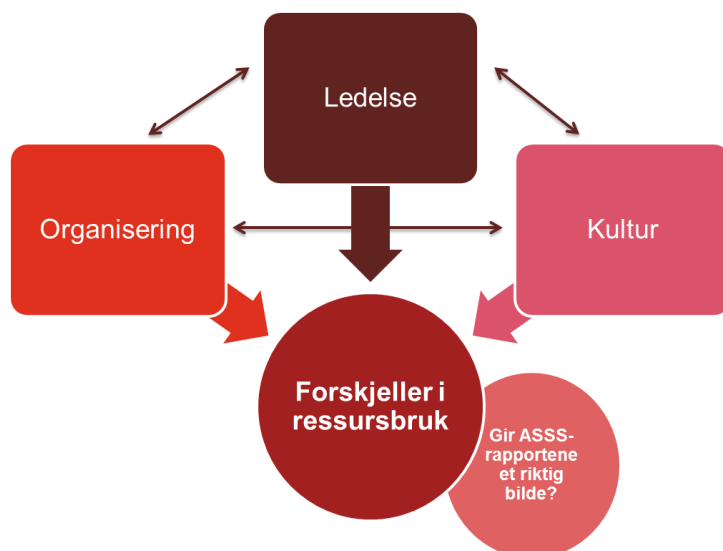 Ledelse
Organisering
Kultur
Forskjeller i
ressursbruk
Gir ASSS-
rapportene
et riktig
bilde?